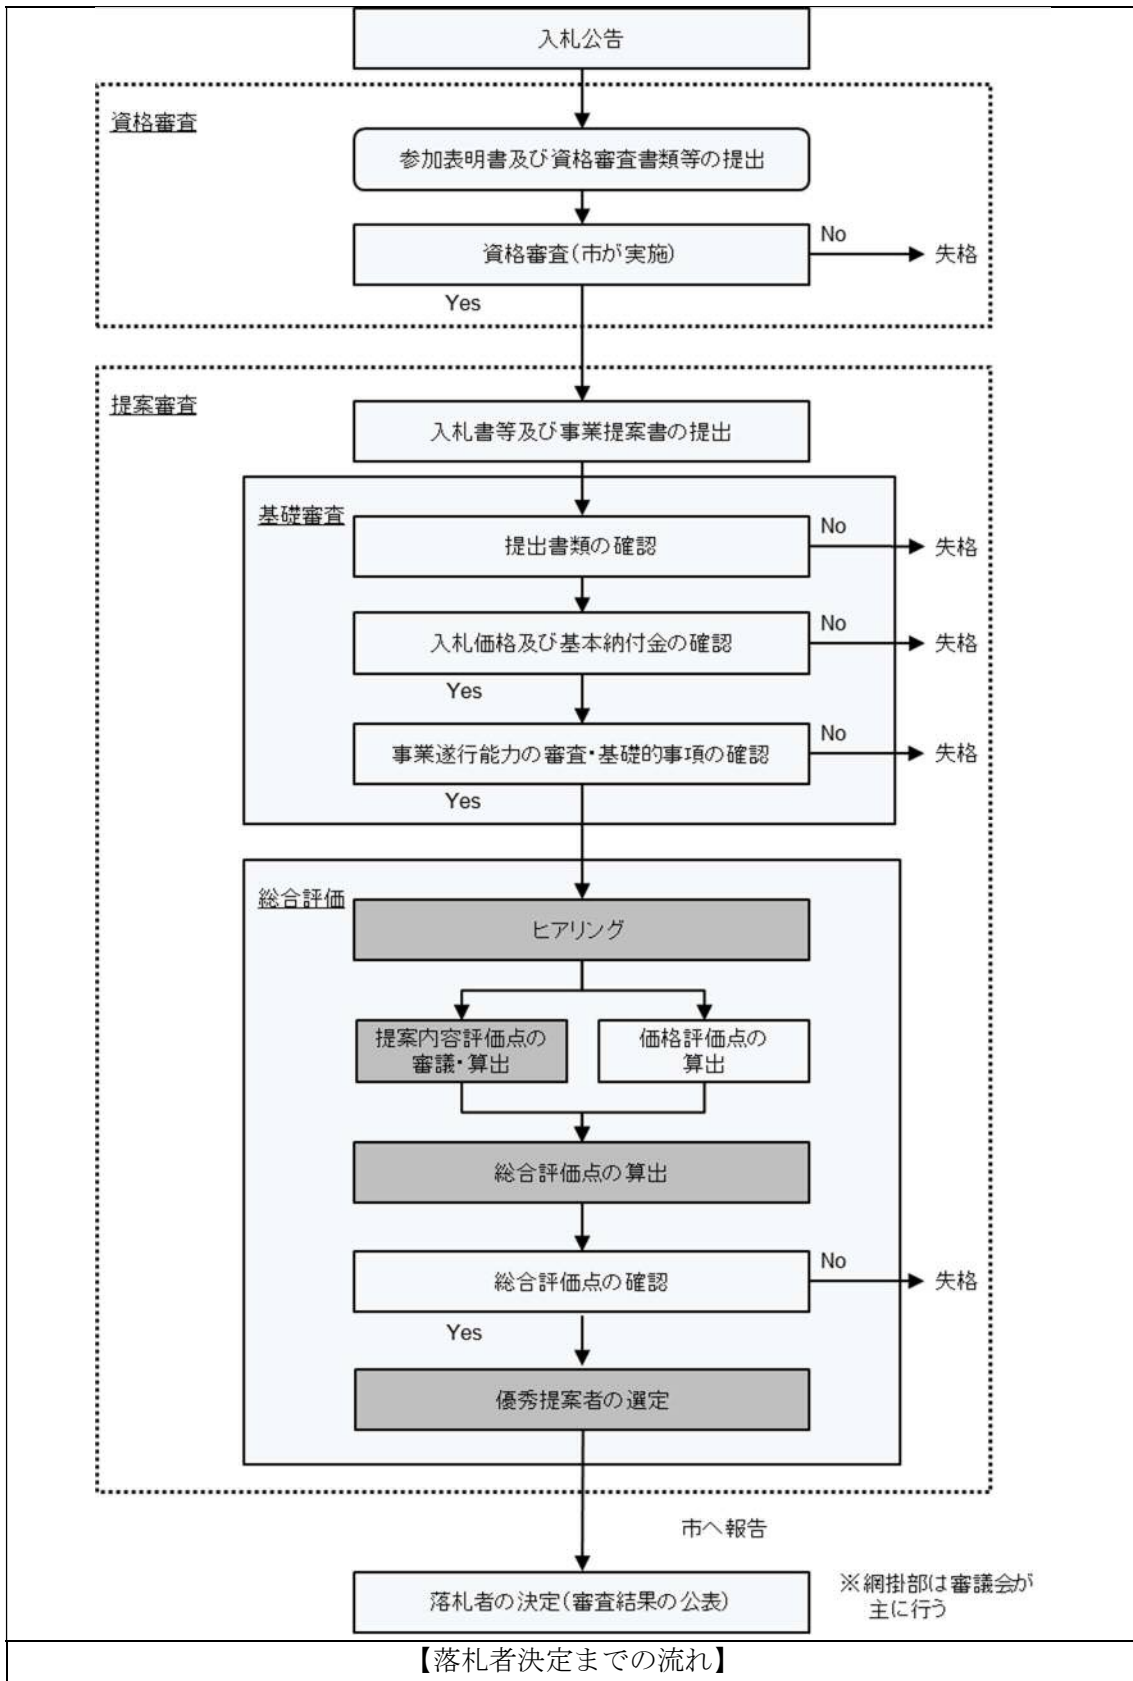 入札公告
資格審査
参加表明書及び資格審査書類等の提出
資格審査(市が実施)
No
失格
Yes
提案審査
入札書等及び事業提案書の提出
基礎審査
提出書類の確認
No
失格
入札価格及び基本納付金の確認
No
失格
Yes
事業遂行能力の審査・基礎的事項の確認
No
失格
Yes
総合評価
ヒアリング
提案内容評価点の
審議・算出
価格評価点の
算出
総合評価点の算出
総合評価点の確認
No
失格
Yes
優秀提案者の選定
市へ報告
落札者の決定(審査結果の公表)
※網掛部は審議会が
主に行う
【落札者決定までの流れ】